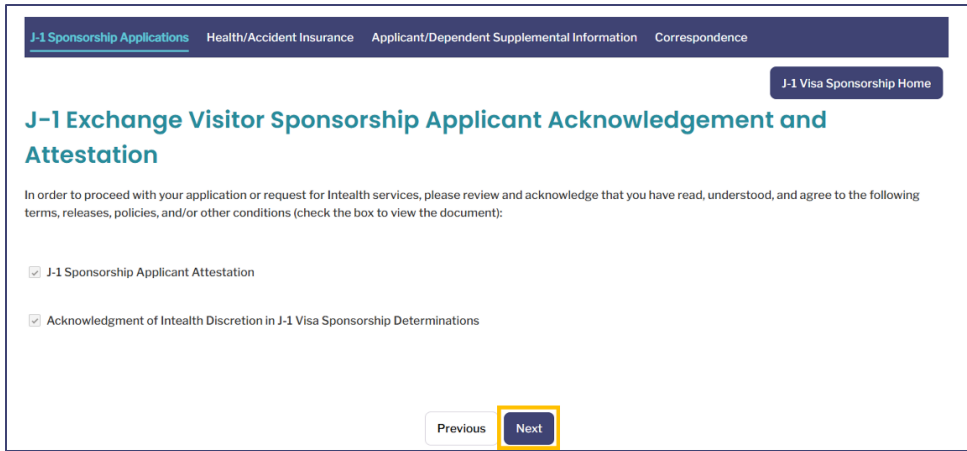 J-1 Sponsorship Applications Health/Accident Insurance Applicant/Dependent Supplemental Information Correspondence
J-1 Visa Sponsorship Home
J-1 Exchange Visitor Sponsorship Applicant Acknowledgement and
Attestation
In order to proceed with your application or request for Intealth services, please review and acknowledge that you have read, understood, and agree to the following
terms, releases, policies, and/or other conditions (check the box to view the document):
J-1 Sponsorship Applicant Attestation
Acknowledgment of Intealth Discretion in J-1 Visa Sponsorship Determinations
Previous Next